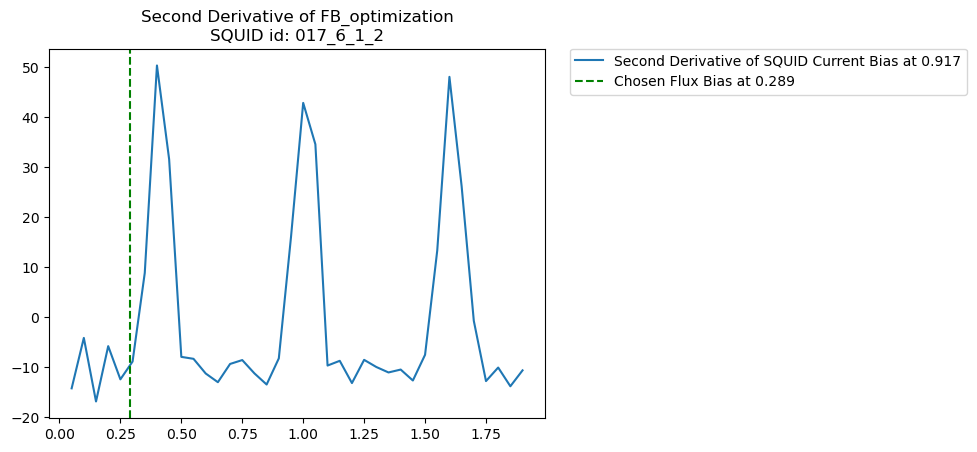 Second Derivative of FB_optimization
SQUID id: 017_6_1_2
Second Derivative of SQUID Current Bias at 0.917
Chosen Flux Bias at 0.289
50
40
30
20
10
0
−10
−20
0.00 0.25 0.50 0.75 1.00 1.25 1.50 1.75